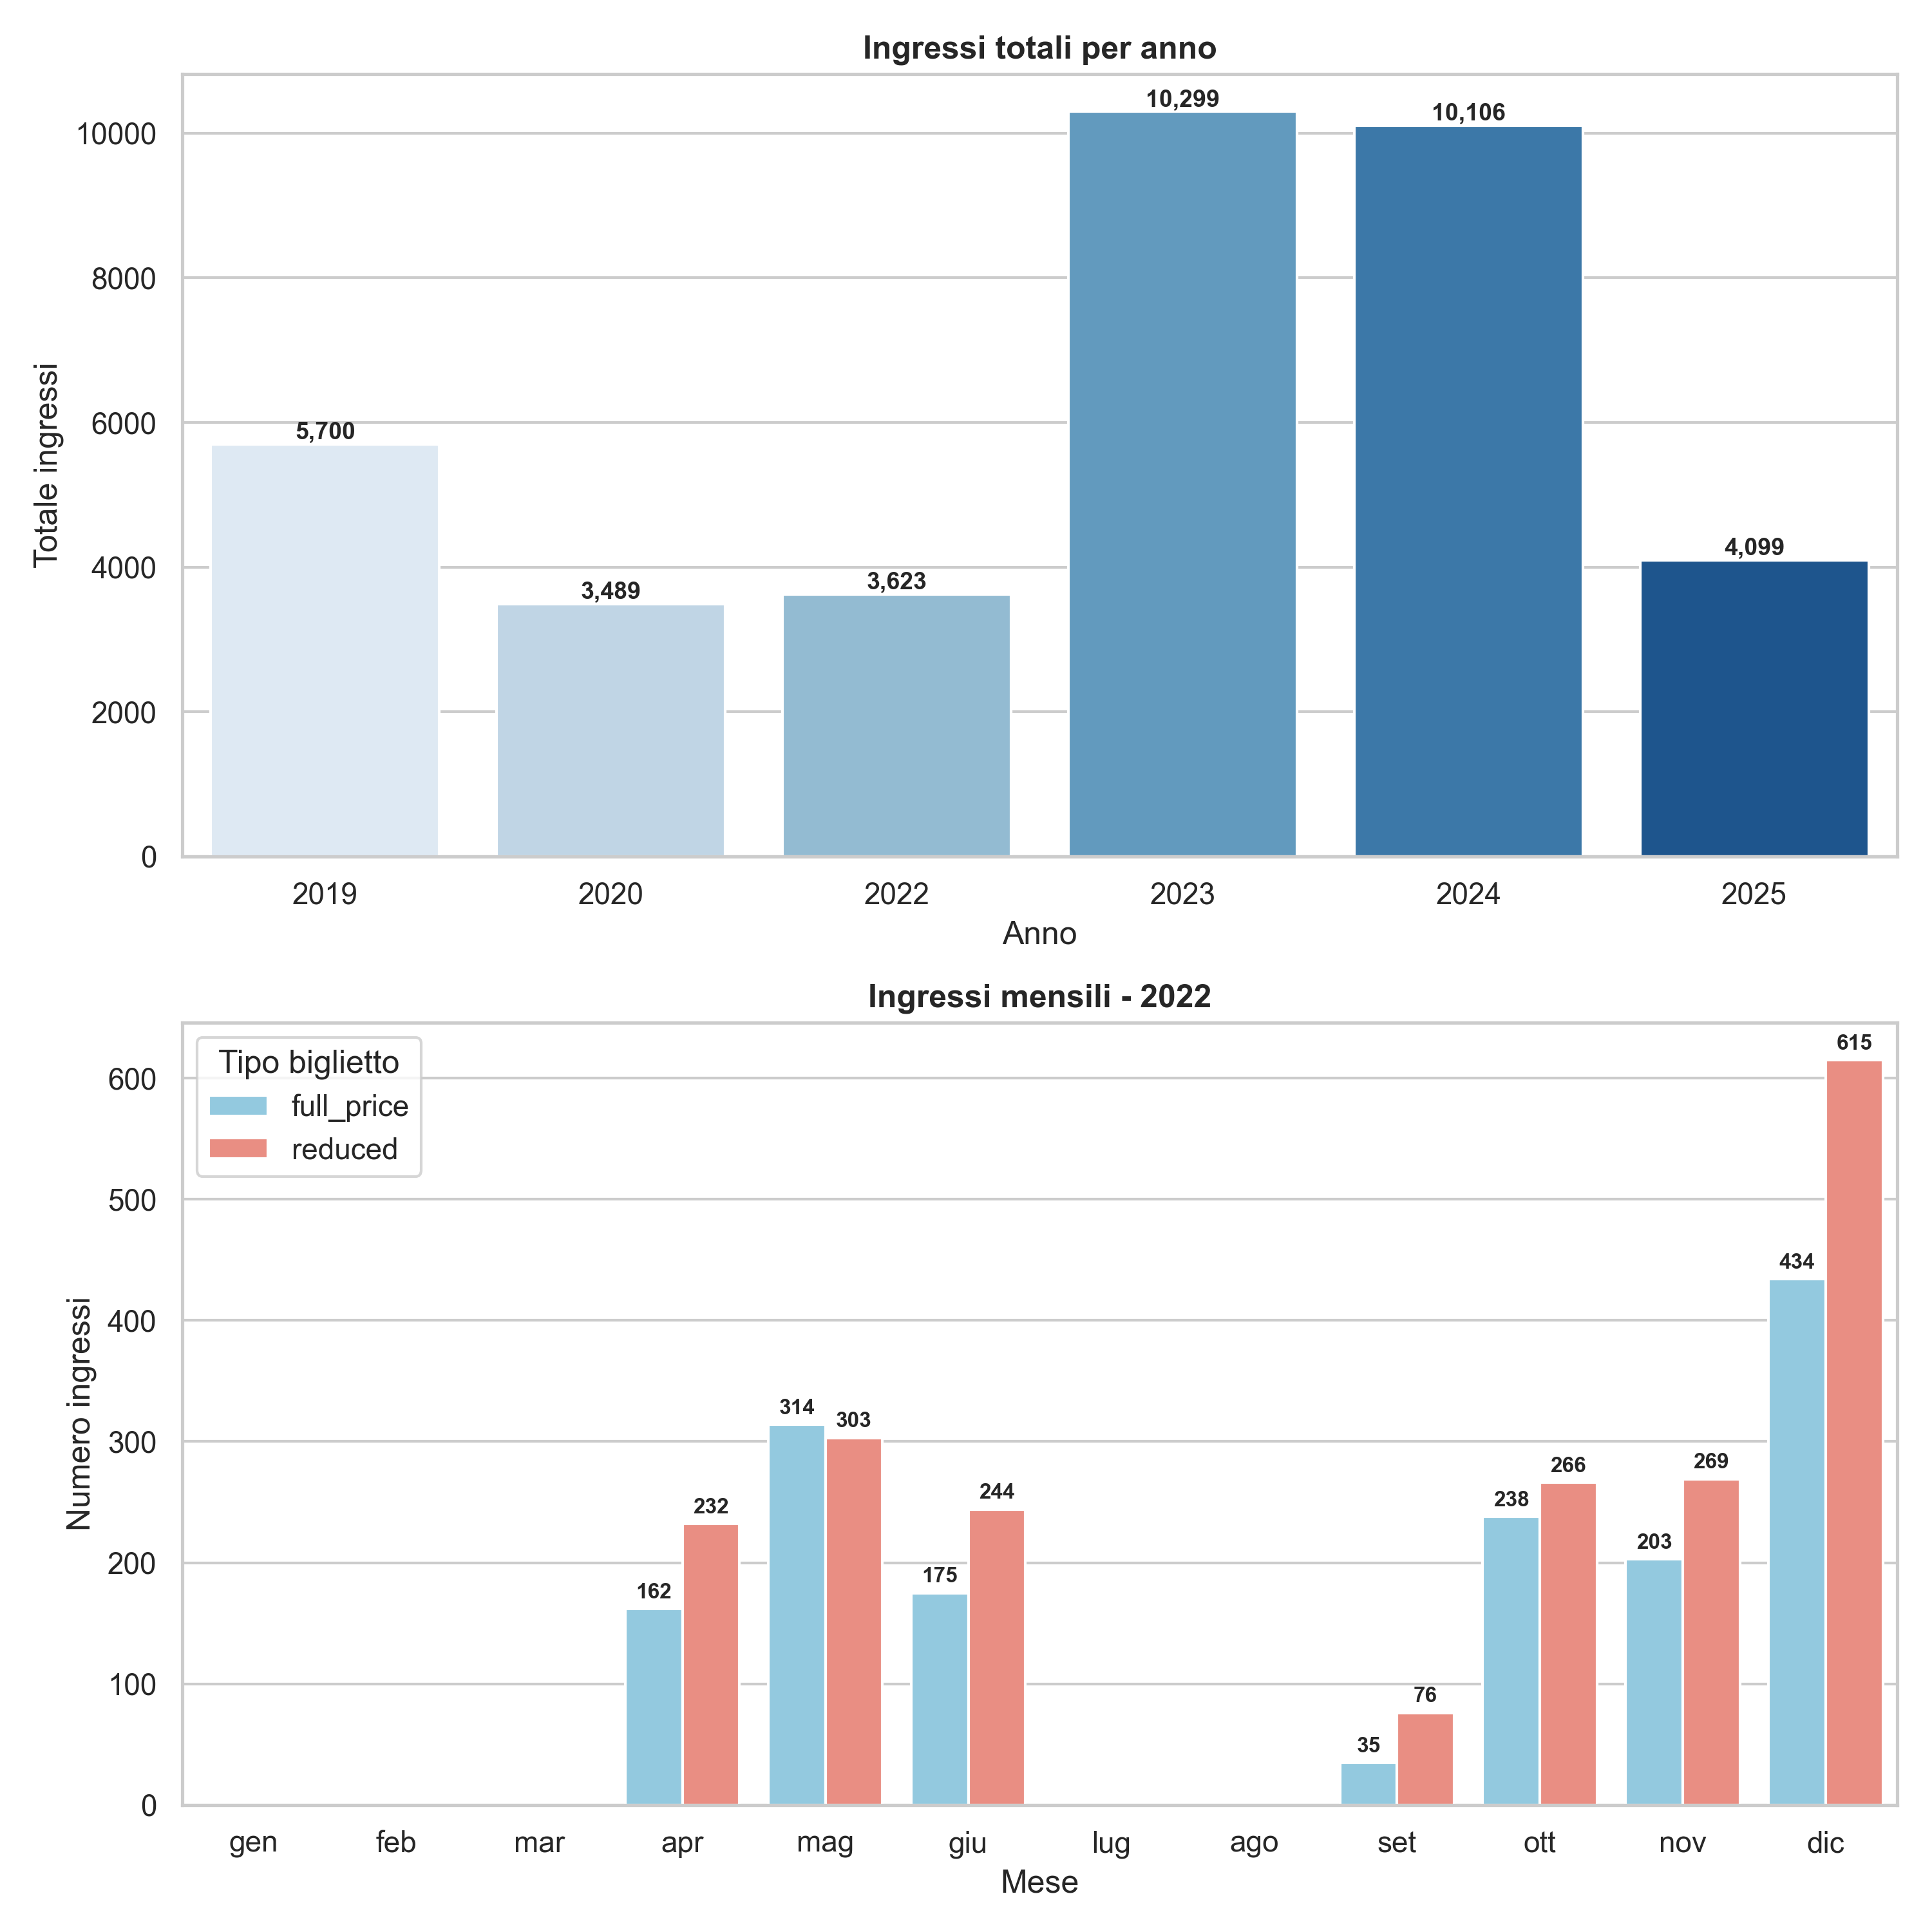 Ingressi totali per anno
Totale ingressi
10000
8000
6000
4000
2000
0
5,700
3,489
3,623
10,299
10,106
4,099
2019 2020 2022 2023 2024 2025
Anno
Ingressi mensili - 2022
Tipo biglietto
full_price
reduced
Numero ingressi
600
500
400
300
200
100
0
162 232
314 303
175 244
35 76
238 266
203 269
434 615
gen feb mar apr mag giu lug ago set ott nov dic
Mese